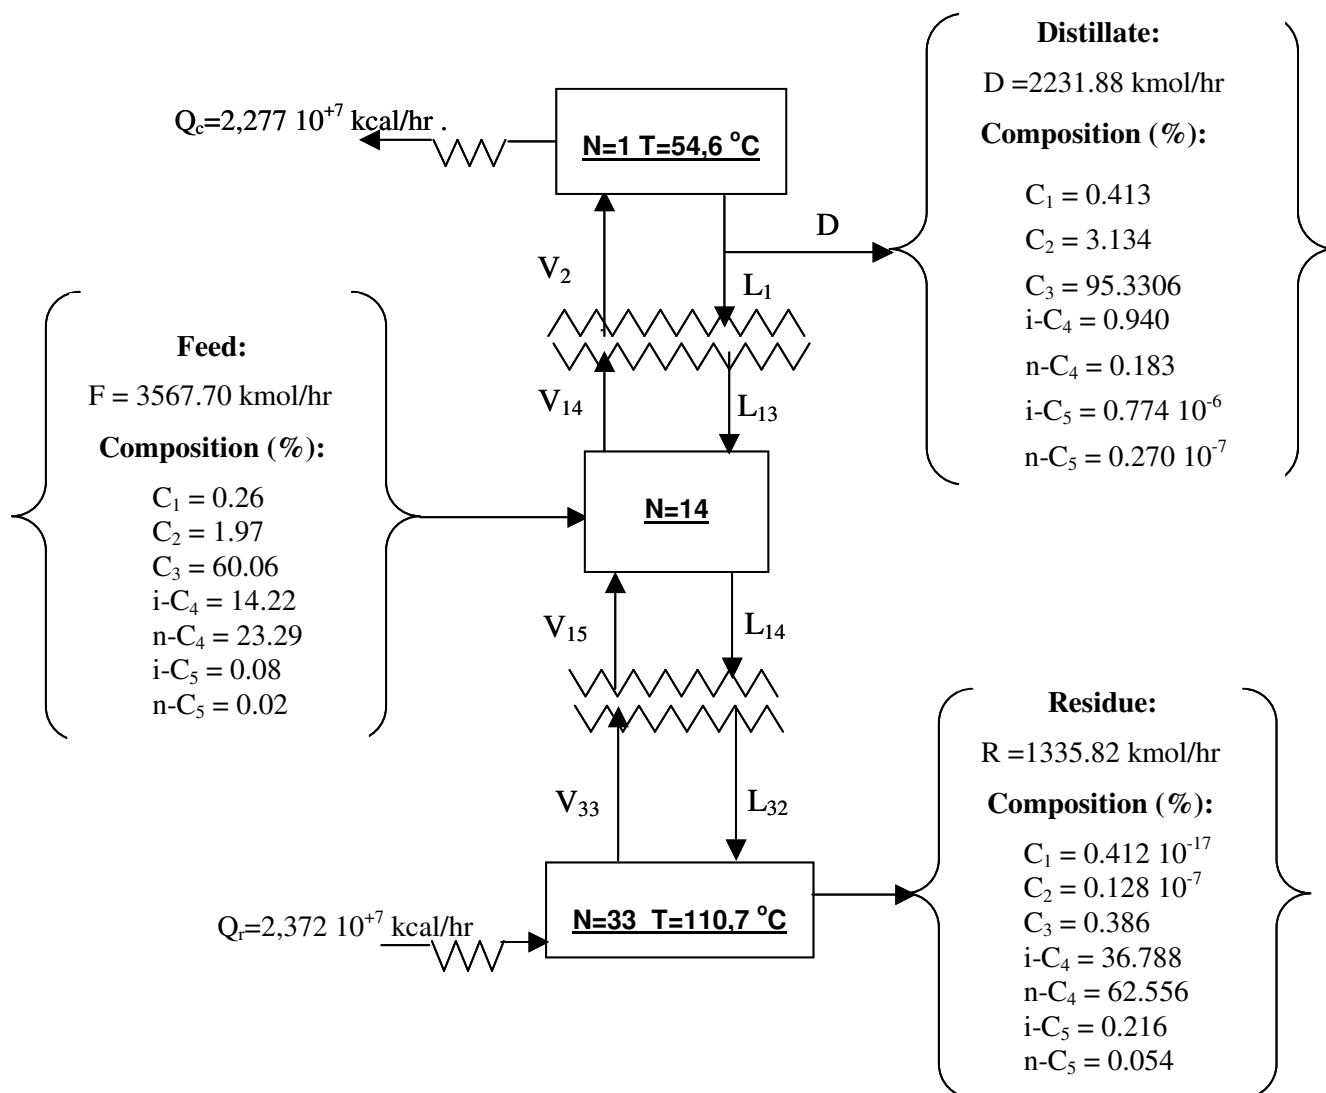 Distillate:
D =2231.88 kmol/hr
Composition (%):
C₁ = 0.413
C₂ = 3.134
C₃ = 95.3306
i-C₄ = 0.940
n-C₄ = 0.183
i-C₅ = 0.774 10⁻⁶
n-C₅ = 0.270 10⁻⁷
Q꜀=2,277 10⁺⁷ kcal/hr .
N=1 T=54,6 °C
D
V₂
L₁
Feed:
F = 3567.70 kmol/hr
Composition (%):
C₁ = 0.26
C₂ = 1.97
C₃ = 60.06
i-C₄ = 14.22
n-C₄ = 23.29
i-C₅ = 0.08
n-C₅ = 0.02
V₁₄
L₁₃
N=14
V₁₅
L₁₄
V₃₃
L₃₂
Qᵣ=2,372 10⁺⁷ kcal/hr
N=33 T=110,7 °C
Residue:
R =1335.82 kmol/hr
Composition (%):
C₁ = 0.412 10⁻¹⁷
C₂ = 0.128 10⁻⁷
C₃ = 0.386
i-C₄ = 36.788
n-C₄ = 62.556
i-C₅ = 0.216
n-C₅ = 0.054